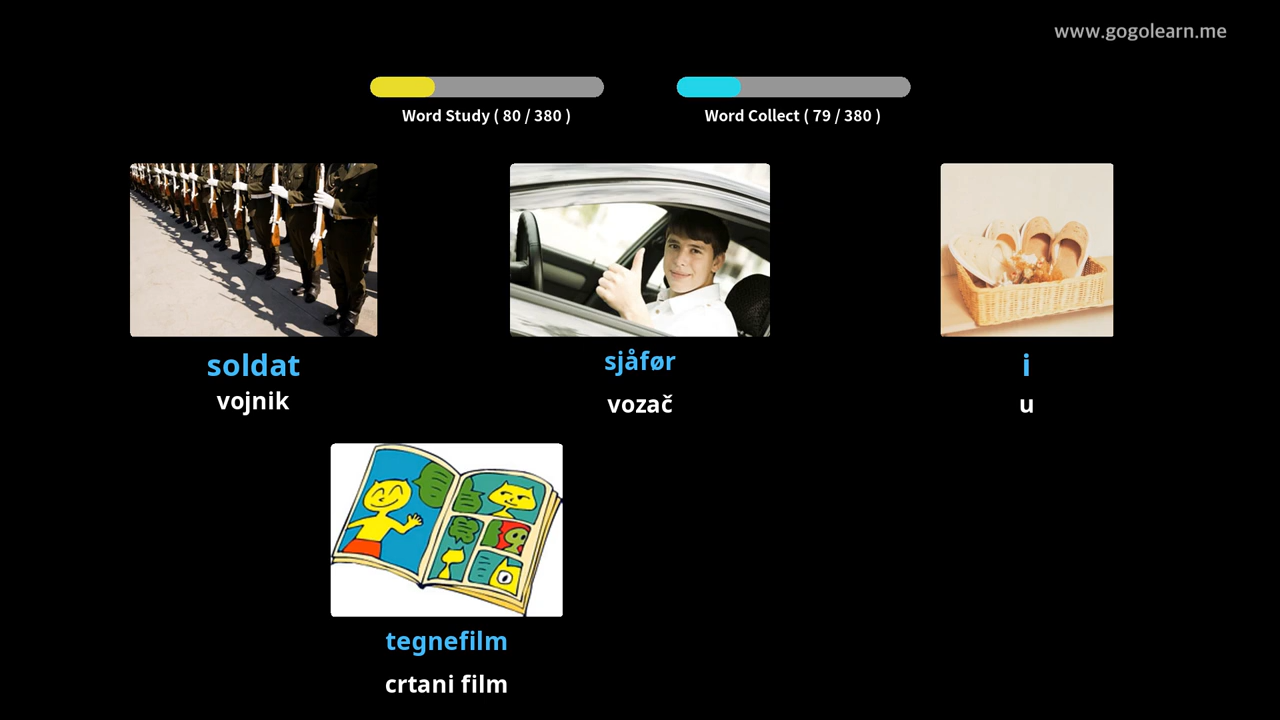 www.gogolearn.me
Word Study ( 80 / 380 )
Word Collect ( 79 / 380 )
soldat
vojnik
sjåfør
vozač
i
u
tegnefilm
crtani film